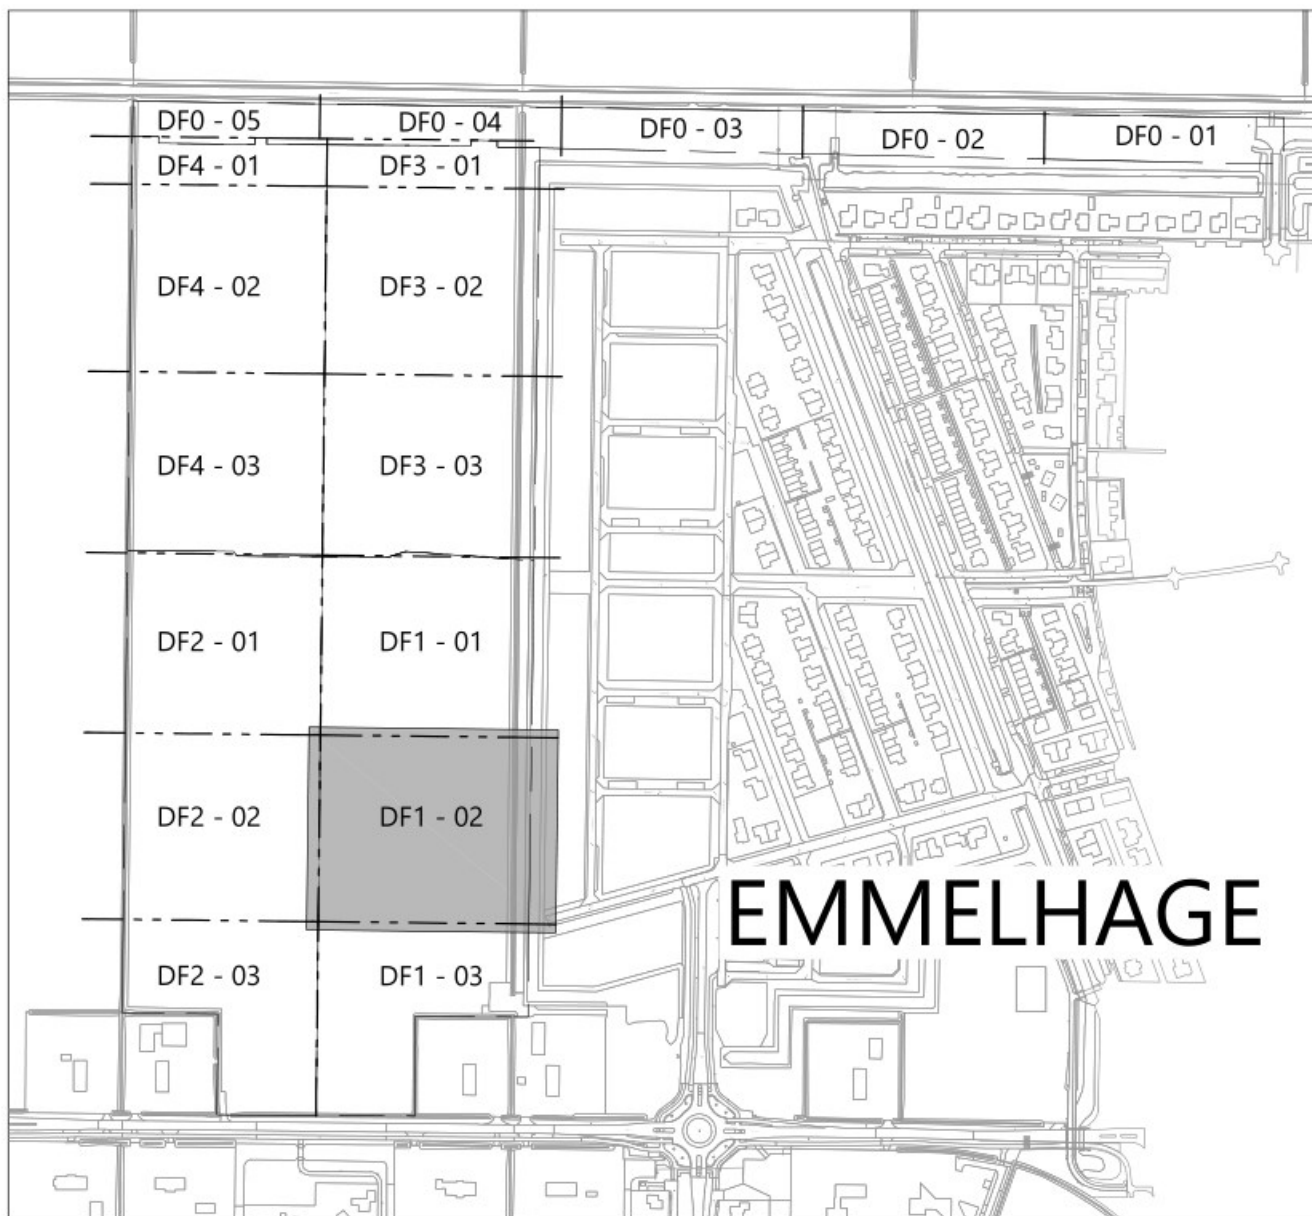 DF0 - 05
DF0 - 04
DF0 - 03
DF0 - 02
DF0 - 01
DF4 - 01
DF3 - 01
DF4 - 02
DF3 - 02
DF4 - 03
DF3 - 03
DF2 - 01
DF1 - 01
DF2 - 02
DF1 - 02
EMMELHAGE
DF2 - 03
DF1 - 03